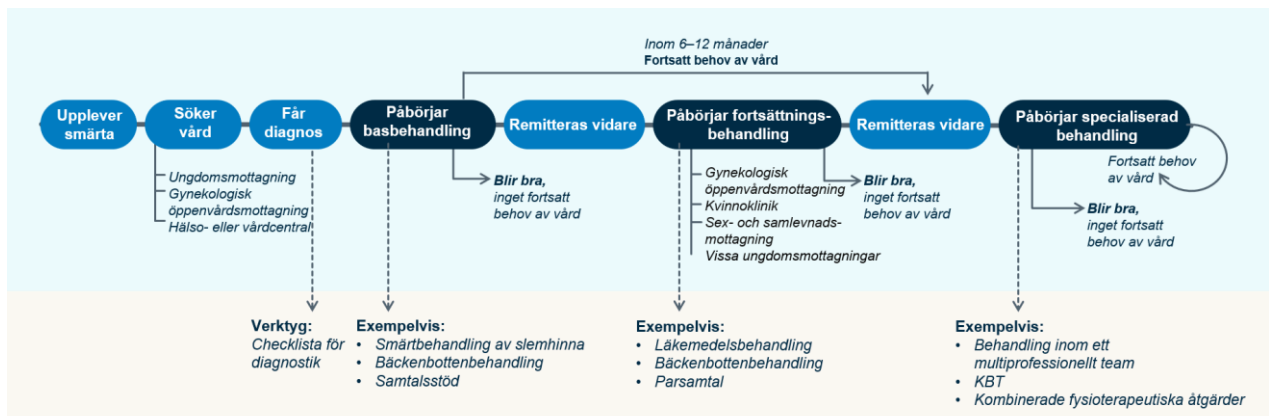 Inom 6–12 månader
Fortsatt behov av vård
Upplever
smärta
Söker
vård
Får
diagnos
Påbörjar
basbehandling
Remitteras vidare
Påbörjar fortsättnings-
behandling
Remitteras vidare
Påbörjar specialiserad
behandling
Ungdomsmottagning
Gynekologisk
öppenvårdsmottagning
Hälso- eller vårdcentral
Blir bra,
inget fortsatt
behov av vård
Gynekologisk
öppenvårdsmottagning
Kvinnoklinik
Sex- och samlevnads-
mottagning
Vissa ungdomsmottagningar
Blir bra,
inget fortsatt
behov av vård
Fortsatt behov
av vård
Blir bra,
inget fortsatt
behov av vård
Verktyg:
Checklista för
diagnostik
Exempelvis:
• Smärtbehandling av slemhinna
• Bäckenbottenbehandling
• Samtalsstöd
Exempelvis:
• Läkemedelsbehandling
• Bäckenbottenbehandling
• Parsamtal
Exempelvis:
• Behandling inom ett
multiprofessionellt team
• KBT
• Kombinerade fysioterapeutiska åtgärder